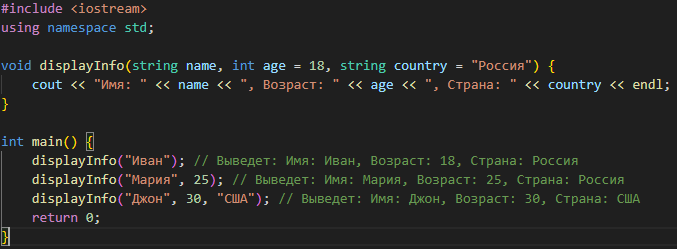 #include <iostream>
using namespace std;

void displayInfo(string name, int age = 18, string country = "Россия") {
    cout << "Имя: " << name << ", Возраст: " << age << ", Страна: " << country << endl;
}

int main() {
    displayInfo("Иван"); // Выведет: Имя: Иван, Возраст: 18, Страна: Россия
    displayInfo("Мария", 25); // Выведет: Имя: Мария, Возраст: 25, Страна: Россия
    displayInfo("Джон", 30, "США"); // Выведет: Имя: Джон, Возраст: 30, Страна: США
    return 0;
}